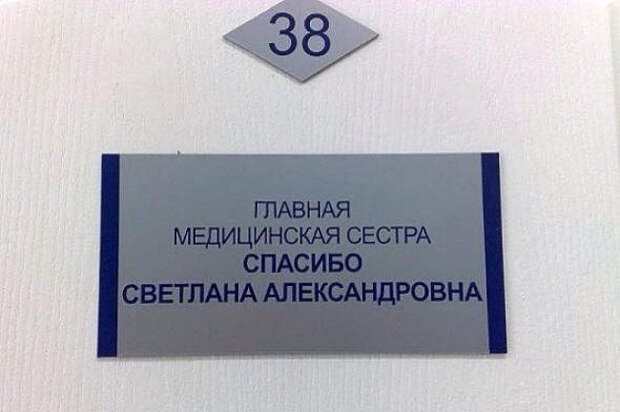 38
ГЛАВНАЯ
МЕДИЦИНСКАЯ СЕСТРА
СПАСИБО
СВЕТЛАНА АЛЕКСАНДРОВНА